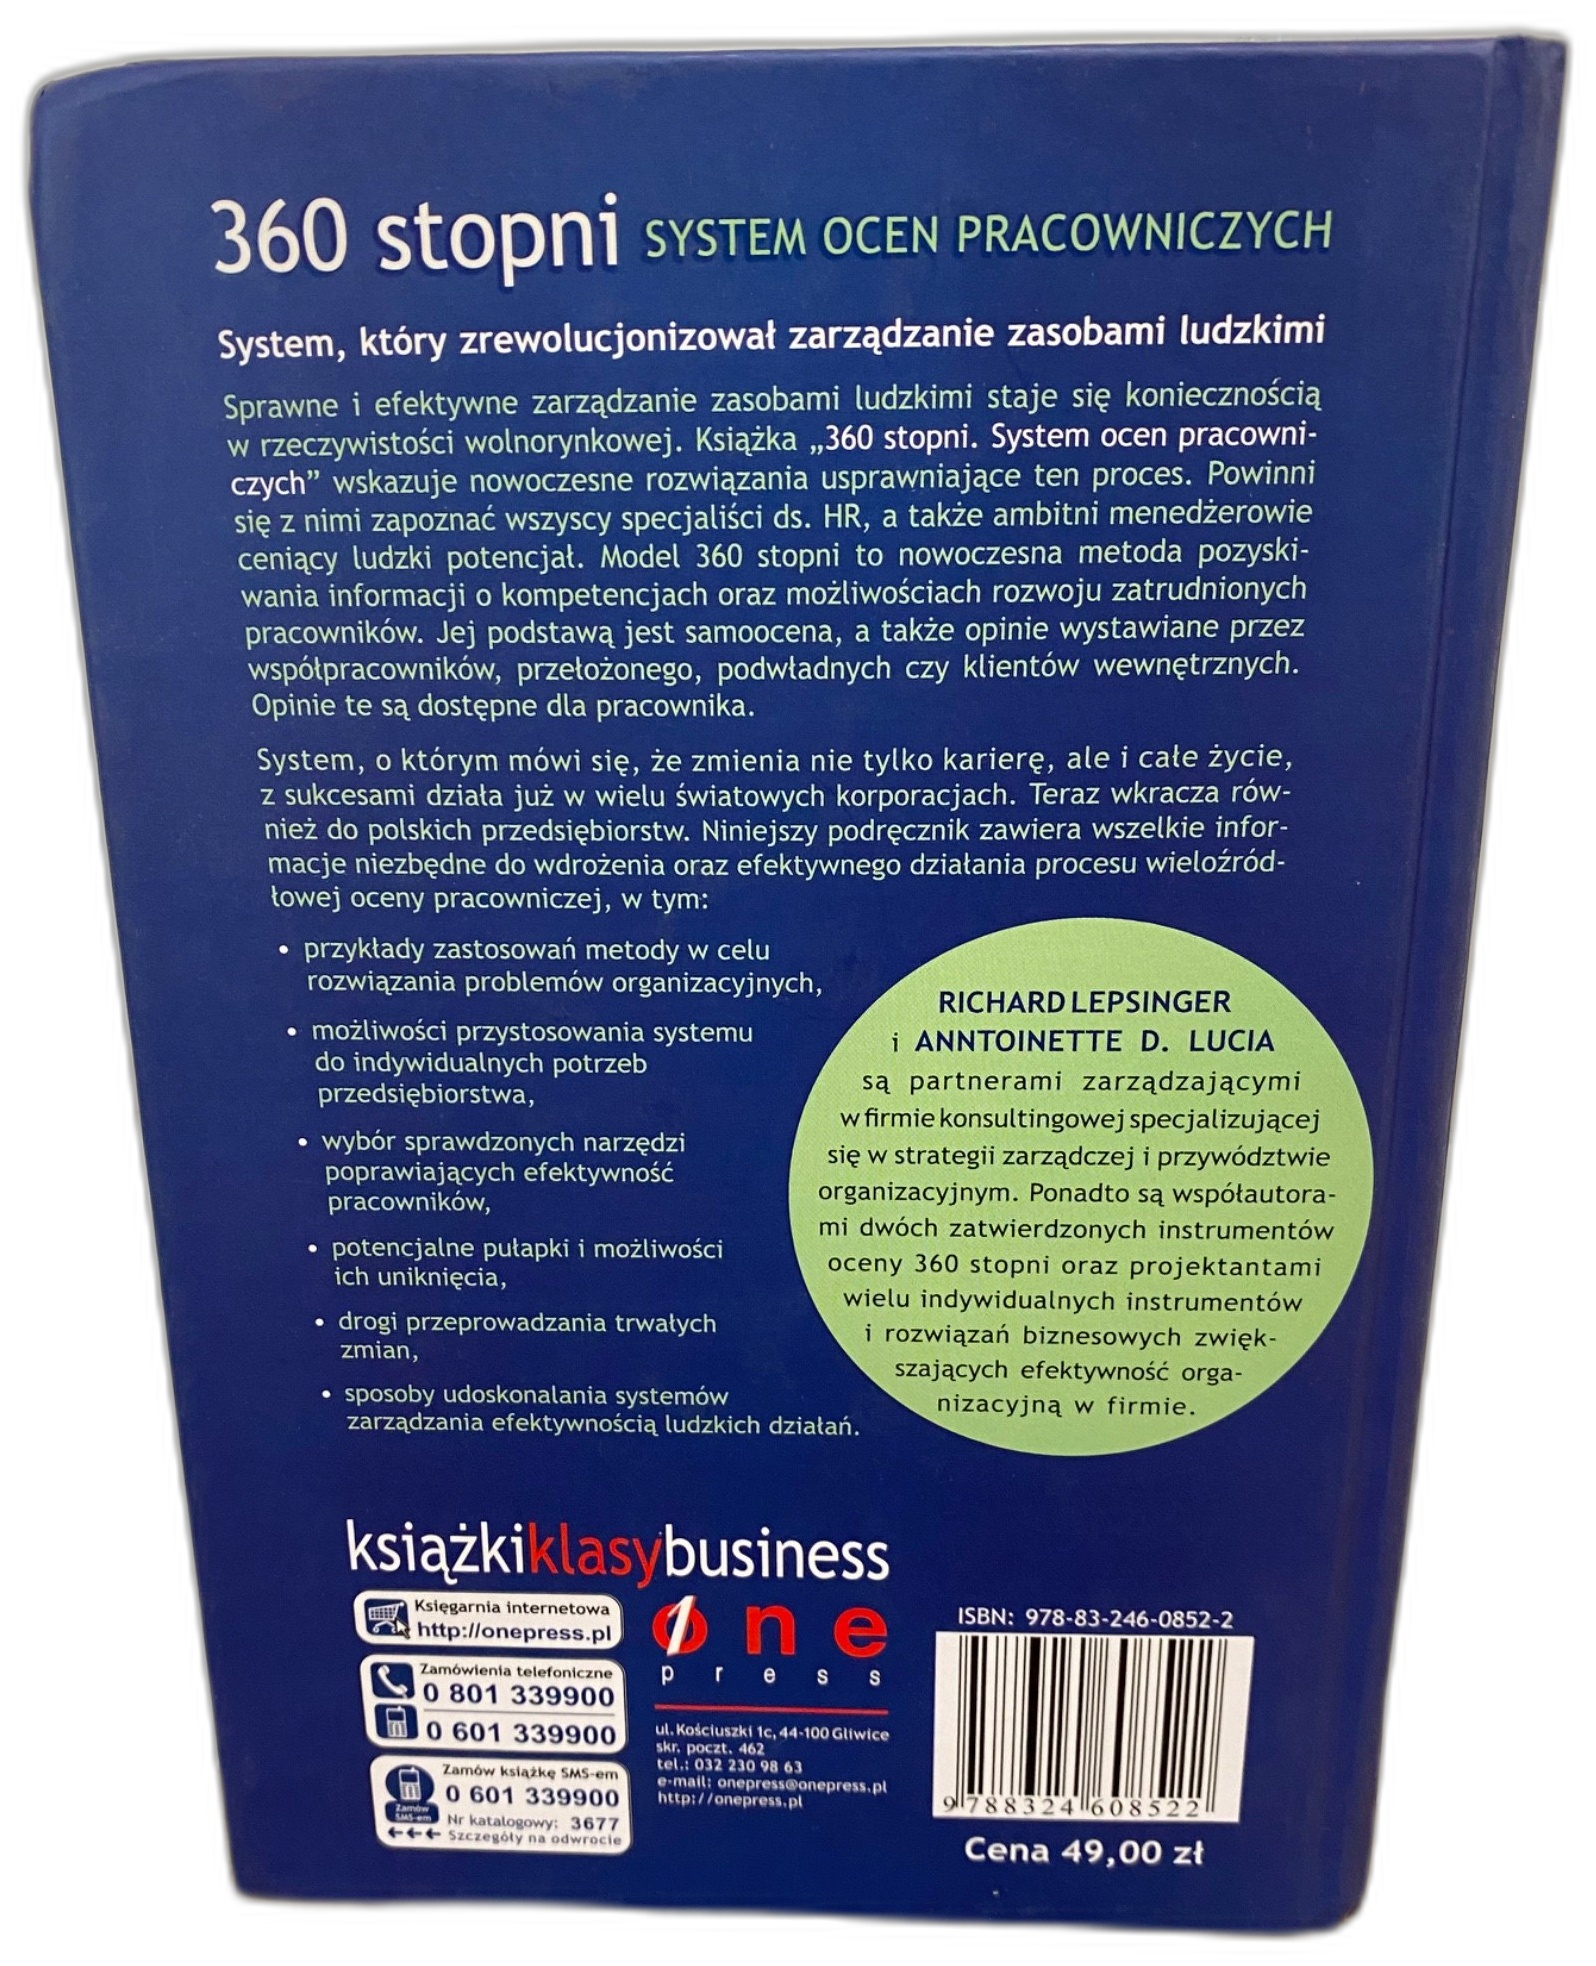 360 stopni SYSTEM OCEN PRACOWNICZYCH
System, który zrewolucjonizował zarządzanie zasobami ludzkimi
Sprawne i efektywne zarządzanie zasobami ludzkimi staje się koniecznością
w rzeczywistości wolnorynkowej. Książka „360 stopni. System ocen pracowni-
czych” wskazuje nowoczesne rozwiązania usprawniające ten proces. Powinni
się z nimi zapoznać wszyscy specjaliści ds. HR, a także ambitni menedżerowie
ceniący ludzki potencjał. Model 360 stopni to nowoczesna metoda pozyski-
wania informacji o kompetencjach oraz możliwościach rozwoju zatrudnionych
pracowników. Jej podstawą jest samoocena, a także opinie wystawiane przez
współpracowników, przełożonego, podwładnych czy klientów wewnętrznych.
Opinie te są dostępne dla pracownika.
System, o którym mówi się, że zmienia nie tylko karierę, ale i całe życie,
z sukcesami działa już w wielu światowych korporacjach. Teraz wkracza rów-
nież do polskich przedsiębiorstw. Niniejszy podręcznik zawiera wszelkie infor-
macje niezbędne do wdrożenia oraz efektywnego działania procesu wieloźród-
łowej oceny pracowniczej, w tym:
• przykłady zastosowań metody w celu
rozwiązania problemów organizacyjnych,
• możliwości przystosowania systemu
do indywidualnych potrzeb
przedsiębiorstwa,
• wybór sprawdzonych narzędzi
poprawiających efektywność
pracowników,
• potencjalne pułapki i możliwości
ich uniknięcia,
• drogi przeprowadzania trwałych
zmian,
• sposoby udoskonalania systemów
zarządzania efektywnością ludzkich działań.
RICHARD LEPSINGER
i ANNTOINETTE D. LUCIA
są partnerami zarządzającymi
w firmie konsultingowej specjalizującej
się w strategii zarządczej i przywództwie
organizacyjnym. Ponadto są współautora-
mi dwóch zatwierdzonych instrumentów
oceny 360 stopni oraz projektantami
wielu indywidualnych instrumentów
i rozwiązań biznesowych zwięk-
szających efektywność orga-
nizacyjną w firmie.
książkiklasybusiness
Księgarnia internetowa
http://onepress.pl
Zamówienia telefoniczne
0 801 339900
0 601 339900
Zamów książkę SMS-em
0 601 339900
Zamów
SMS-em
Nr katalogowy: 3677
←←← Szczegóły na odwrocie
one
press
ul. Kościuszki 1c, 44-100 Gliwice
skr. poczt. 462
tel.: 032 230 98 63
e-mail: onepress@onepress.pl
http://onepress.pl
ISBN: 978-83-246-0852-2
9 788324 608522
Cena 49,00 zł